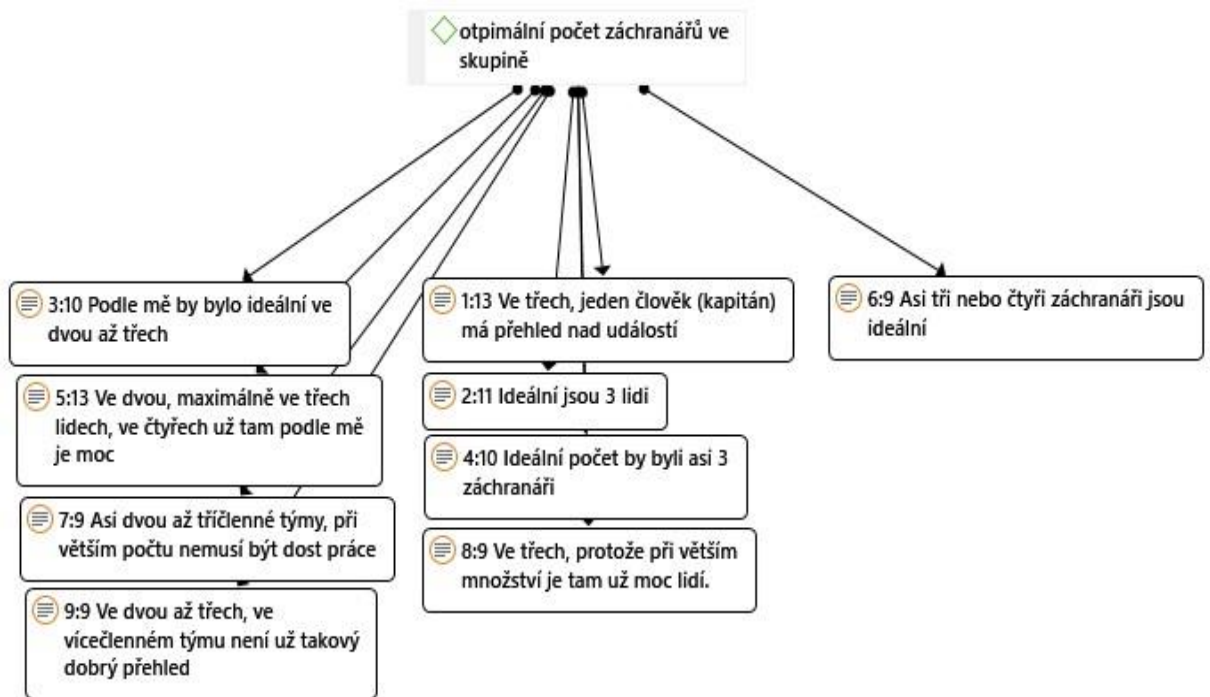 otpimální počet záchranářů ve
skupině
3:10 Podle mě by bylo ideální ve
dvou až třech
5:13 Ve dvou, maximálně ve třech
lidech, ve čtyřech už tam podle mě
je moc
7:9 Asi dvou až tříčlenné týmy, při
větším počtu nemusí být dost práce
9:9 Ve dvou až třech, ve
vícečlenném týmu není už takový
dobrý přehled
1:13 Ve třech, jeden člověk (kapitán)
má přehled nad událostí
2:11 Ideální jsou 3 lidi
4:10 Ideální počet by byli asi 3
záchranáři
8:9 Ve třech, protože při větším
množství je tam už moc lidí.
6:9 Asi tři nebo čtyři záchranáři jsou
ideální